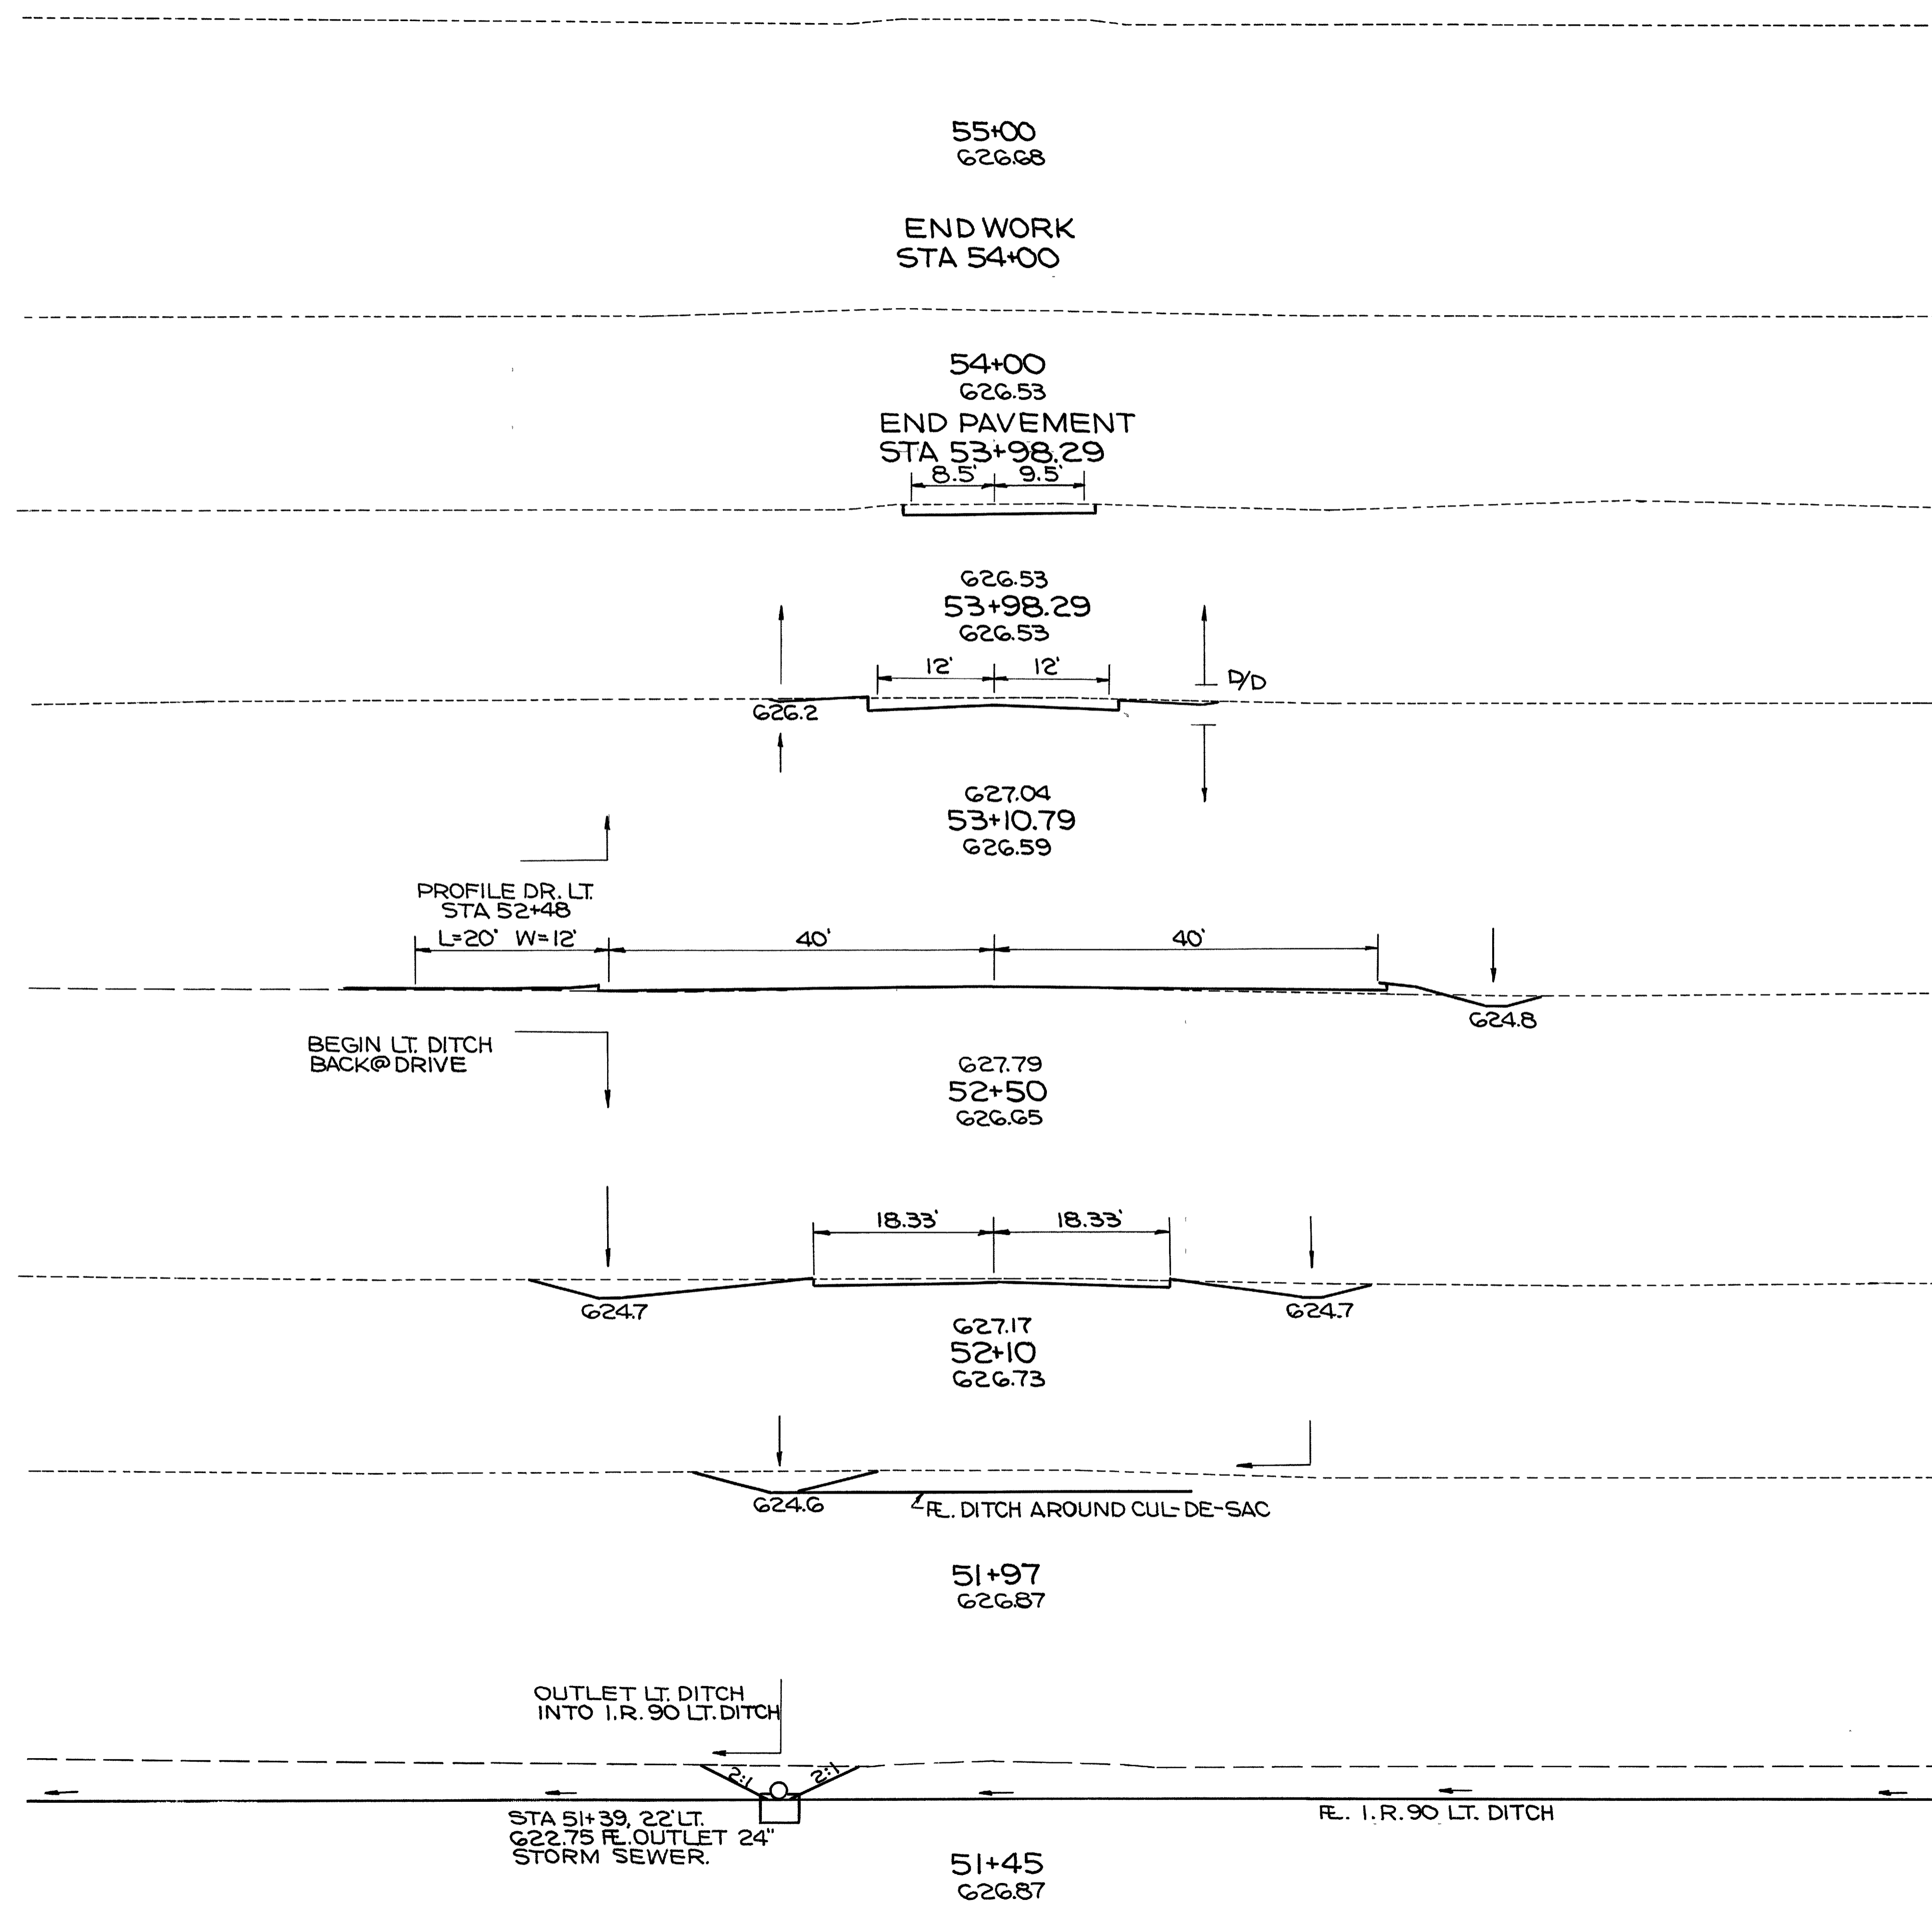 55+00
626.68
END WORK
STA 54+00
54+00
626.53
END PAVEMENT
STA 53+98.29
8.5' 9.5'
626.53
53+98.29
626.53
12' 12'
D/D
626.2
627.04
53+10.79
626.59
PROFILE DR. LT.
STA 52+48
L=20' W=12'
40' 40'
624.8
BEGIN LT. DITCH
BACK@DRIVE
627.79
52+50
626.65
18.33' 18.33'
624.7 624.7
627.17
52+10
626.73
624.6
FL. DITCH AROUND CUL-DE-SAC
51+97
626.87
OUTLET LT. DITCH
INTO I.R. 90 LT. DITCH
2:1 2:1
STA 51+39, 22' LT.
622.75 FL. OUTLET 24"
STORM SEWER.
FL. I.R. 90 LT. DITCH
51+45
626.87